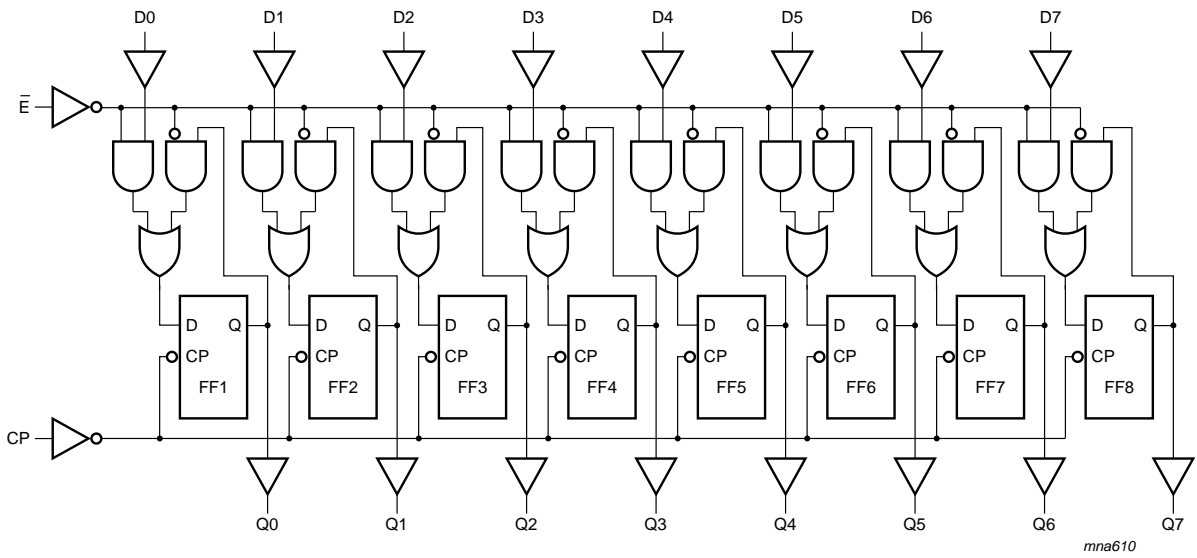 D0 D1 D2 D3 D4 D5 D6 D7
E̅
D Q D Q D Q D Q D Q D Q D Q D Q
CP CP CP CP CP CP CP CP
FF1 FF2 FF3 FF4 FF5 FF6 FF7 FF8
CP
Q0 Q1 Q2 Q3 Q4 Q5 Q6 Q7
mna610